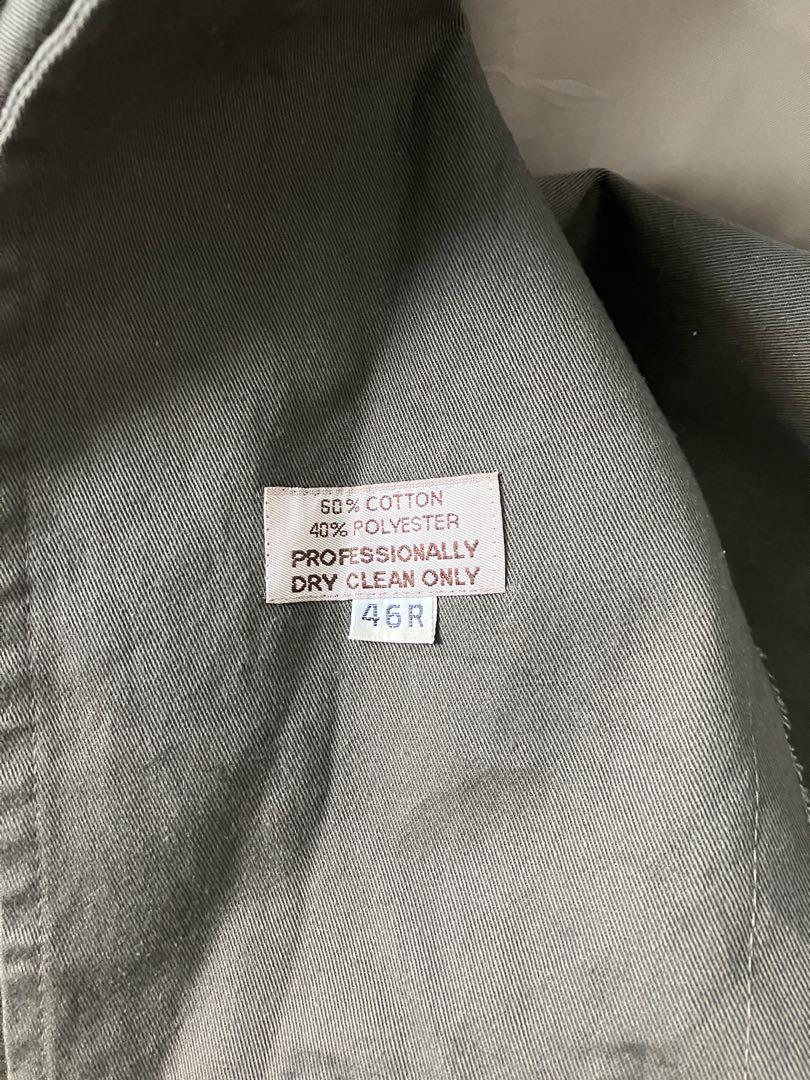 60% COTTON
40% POLYESTER
PROFESSIONALLY
DRY CLEAN ONLY
46R